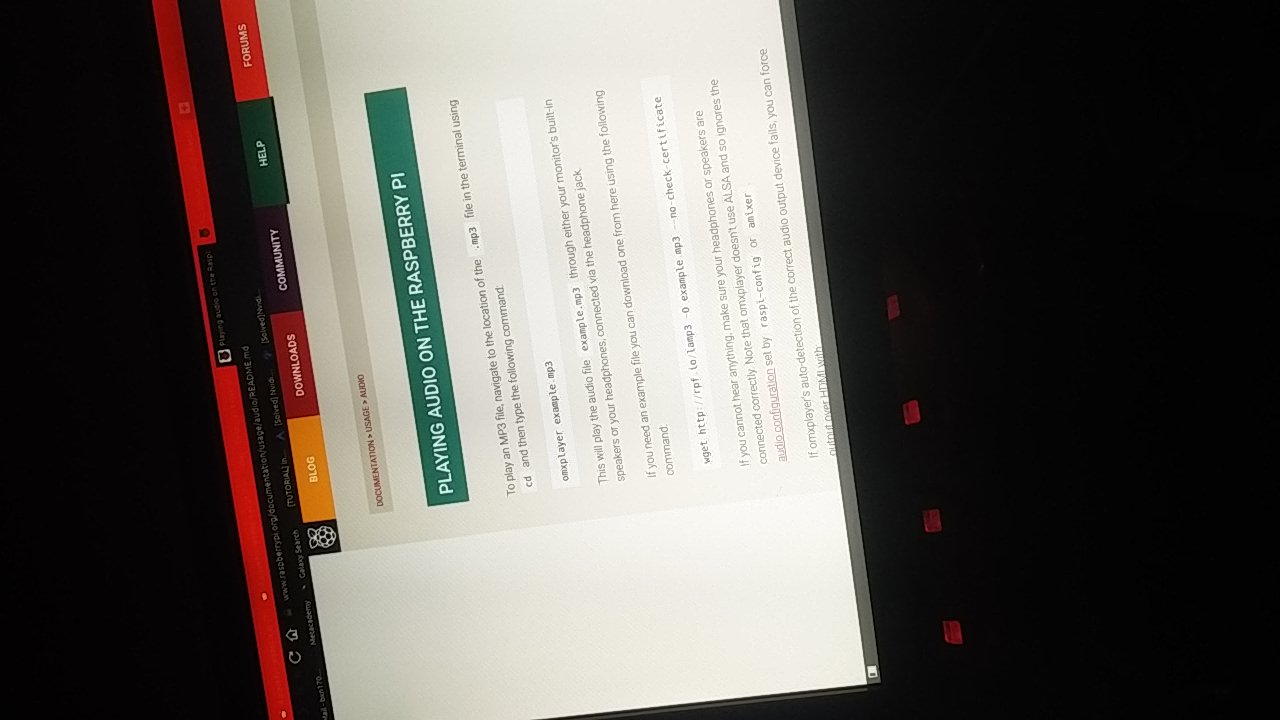 Playing audio on the Rasp
www.raspberrypi.org/documentation/usage/audio/README.md
Metacademy
Galaxy Search
[TUTORIAL] In...
[Solved] Nvidi...
[Solved]Nvidi...
BLOG
DOWNLOADS
COMMUNITY
HELP
FORUMS
DOCUMENTATION > USAGE > AUDIO
PLAYING AUDIO ON THE RASPBERRY PI
To play an MP3 file, navigate to the location of the .mp3 file in the terminal using
cd and then type the following command:
omxplayer example.mp3
This will play the audio file example.mp3 through either your monitor's built-in
speakers or your headphones, connected via the headphone jack.
If you need an example file you can download one from here using the following
command:
wget http://rpf.io/lamp3 -O example.mp3 --no-check-certificate
If you cannot hear anything, make sure your headphones or speakers are
connected correctly. Note that omxplayer doesn't use ALSA and so ignores the
audio configuration set by raspi-config or amixer.
If omxplayer's auto-detection of the correct audio output device fails, you can force
output over HDMI with